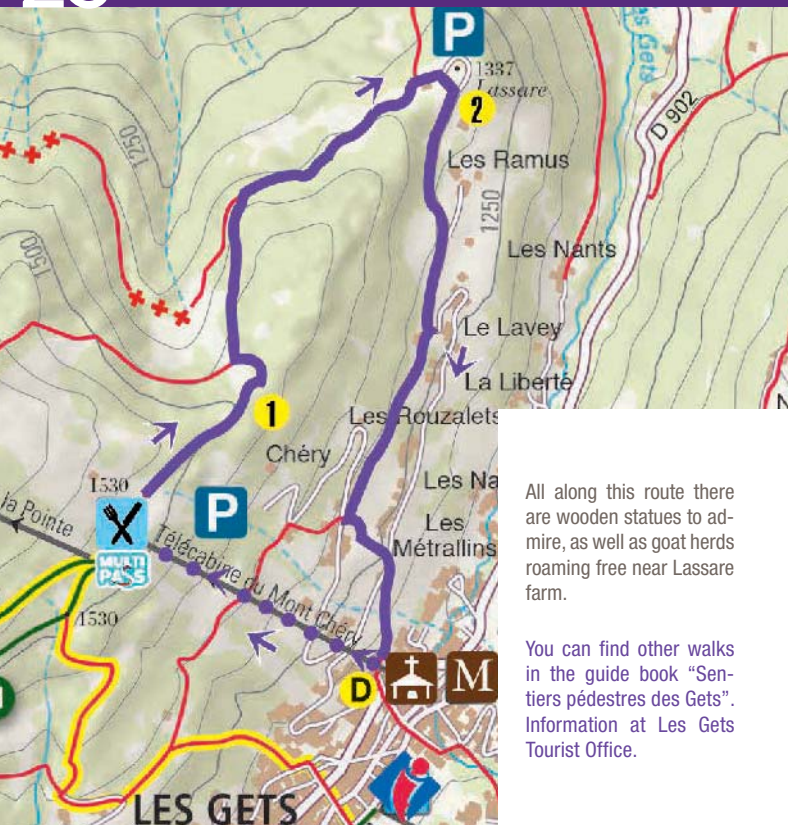 P
1337
Lassare
2
es Gets
D 902
1250
Les Ramus
1250
Les Nants
1500
Le Lavey
La Liberté
1
Les Rouzalets
Chéry
1530
Les Na
P
la Pointe
Les
Métrallins
Télécabine du Mont Chéry
MULTI
PASS
1530
D
M
LES GETS
All along this route there
are wooden statues to ad-
mire, as well as goat herds
roaming free near Lassare
farm.
You can find other walks
in the guide book “Sen-
tiers pédestres des Gets”.
Information at Les Gets
Tourist Office.